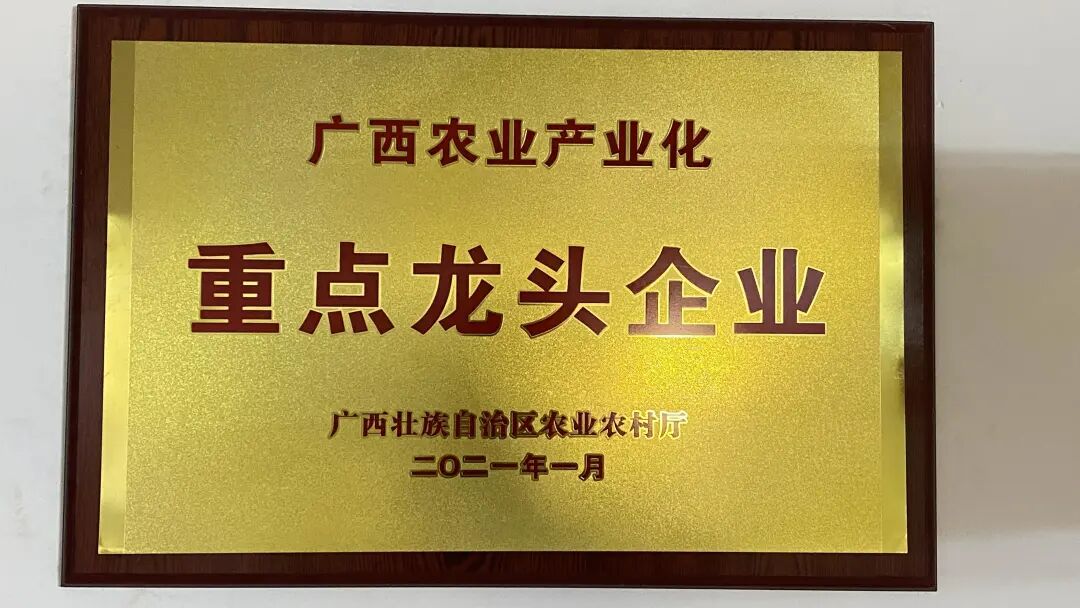 广西农业产业化
重点龙头企业
广西壮族自治区农业农村厅
二〇二一年一月